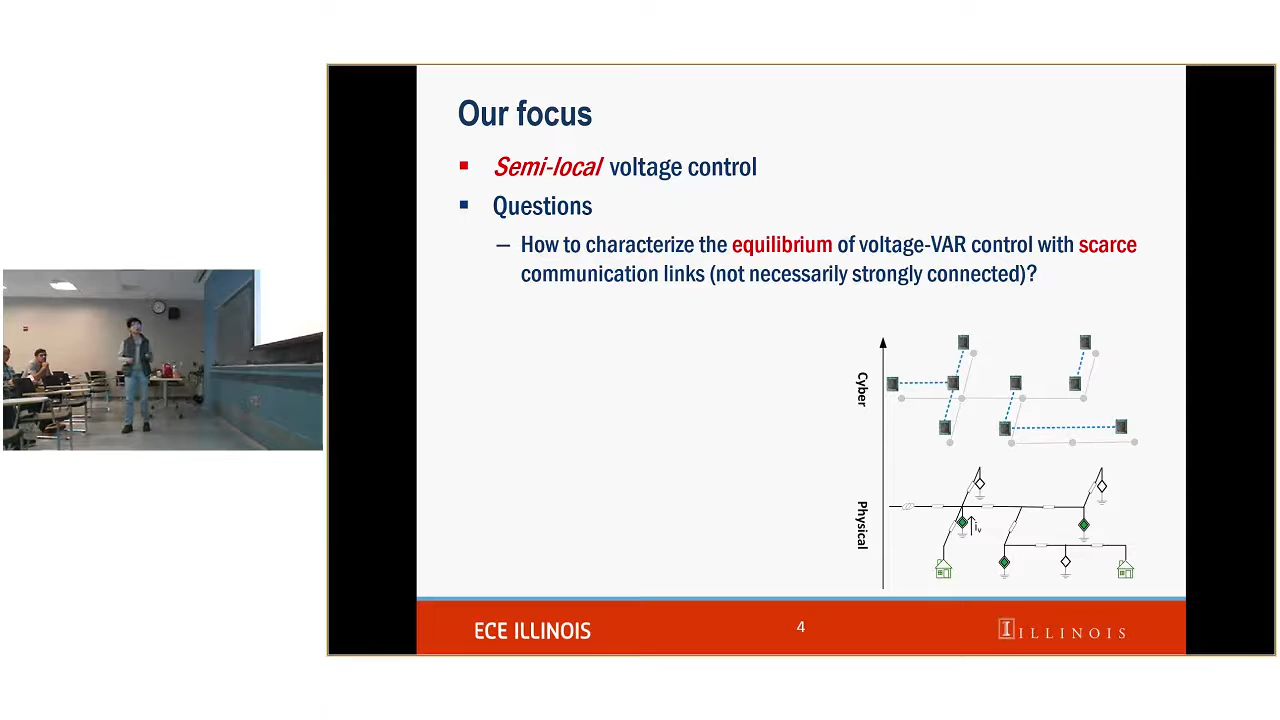 Our focus
Semi-local voltage control
Questions
– How to characterize the equilibrium of voltage-VAR control with scarce
communication links (not necessarily strongly connected)?
Cyber
Physical
i_v
ECE ILLINOIS
4
I ILLINOIS